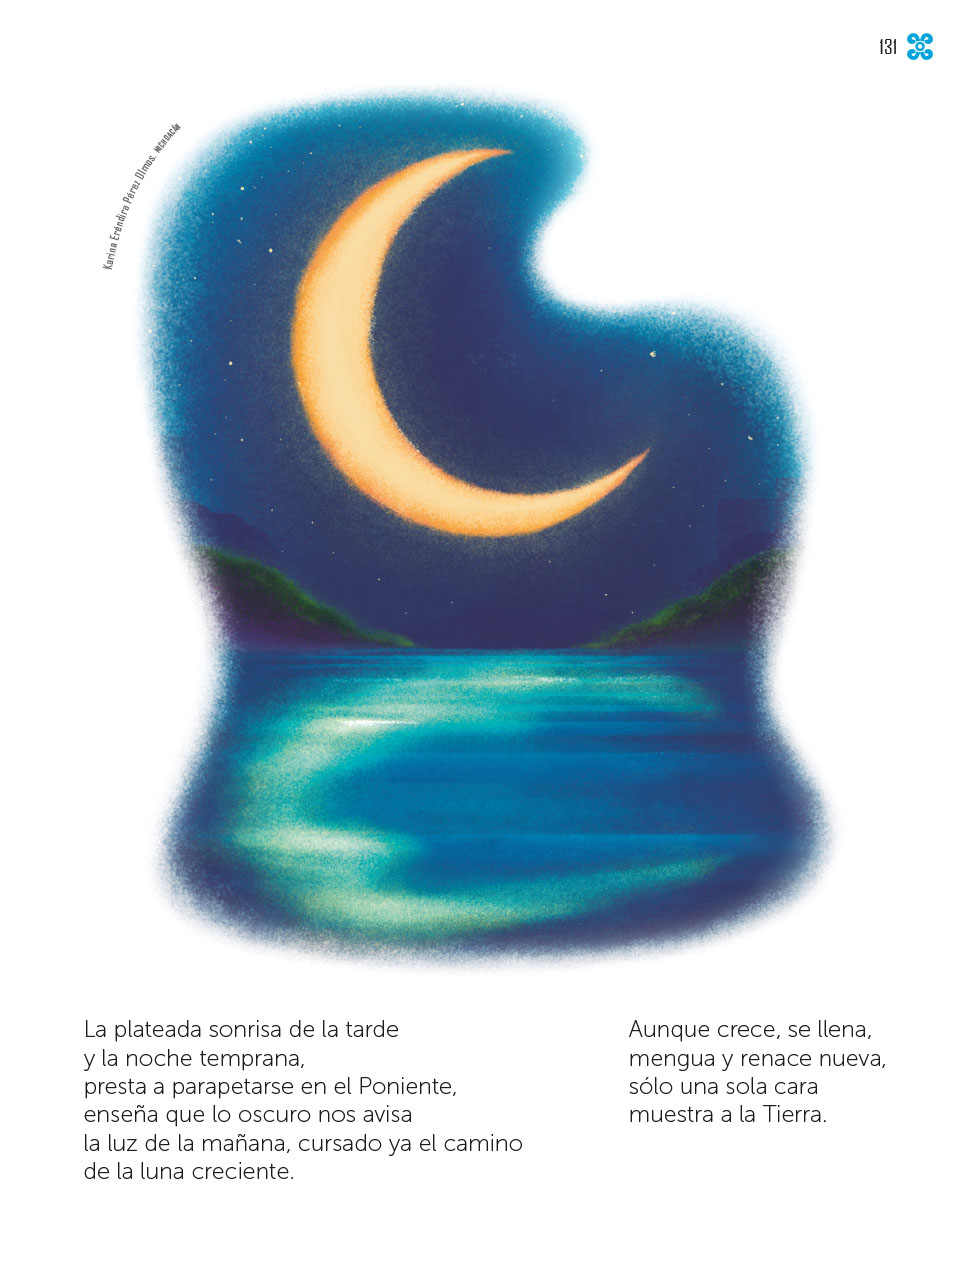 131
Karina Eréndira Pérez Olmos, MICHOACÁN
La plateada sonrisa de la tarde
y la noche temprana,
presta a parapetarse en el Poniente,
enseña que lo oscuro nos avisa
la luz de la mañana, cursado ya el camino
de la luna creciente.
Aunque crece, se llena,
mengua y renace nueva,
sólo una sola cara
muestra a la Tierra.